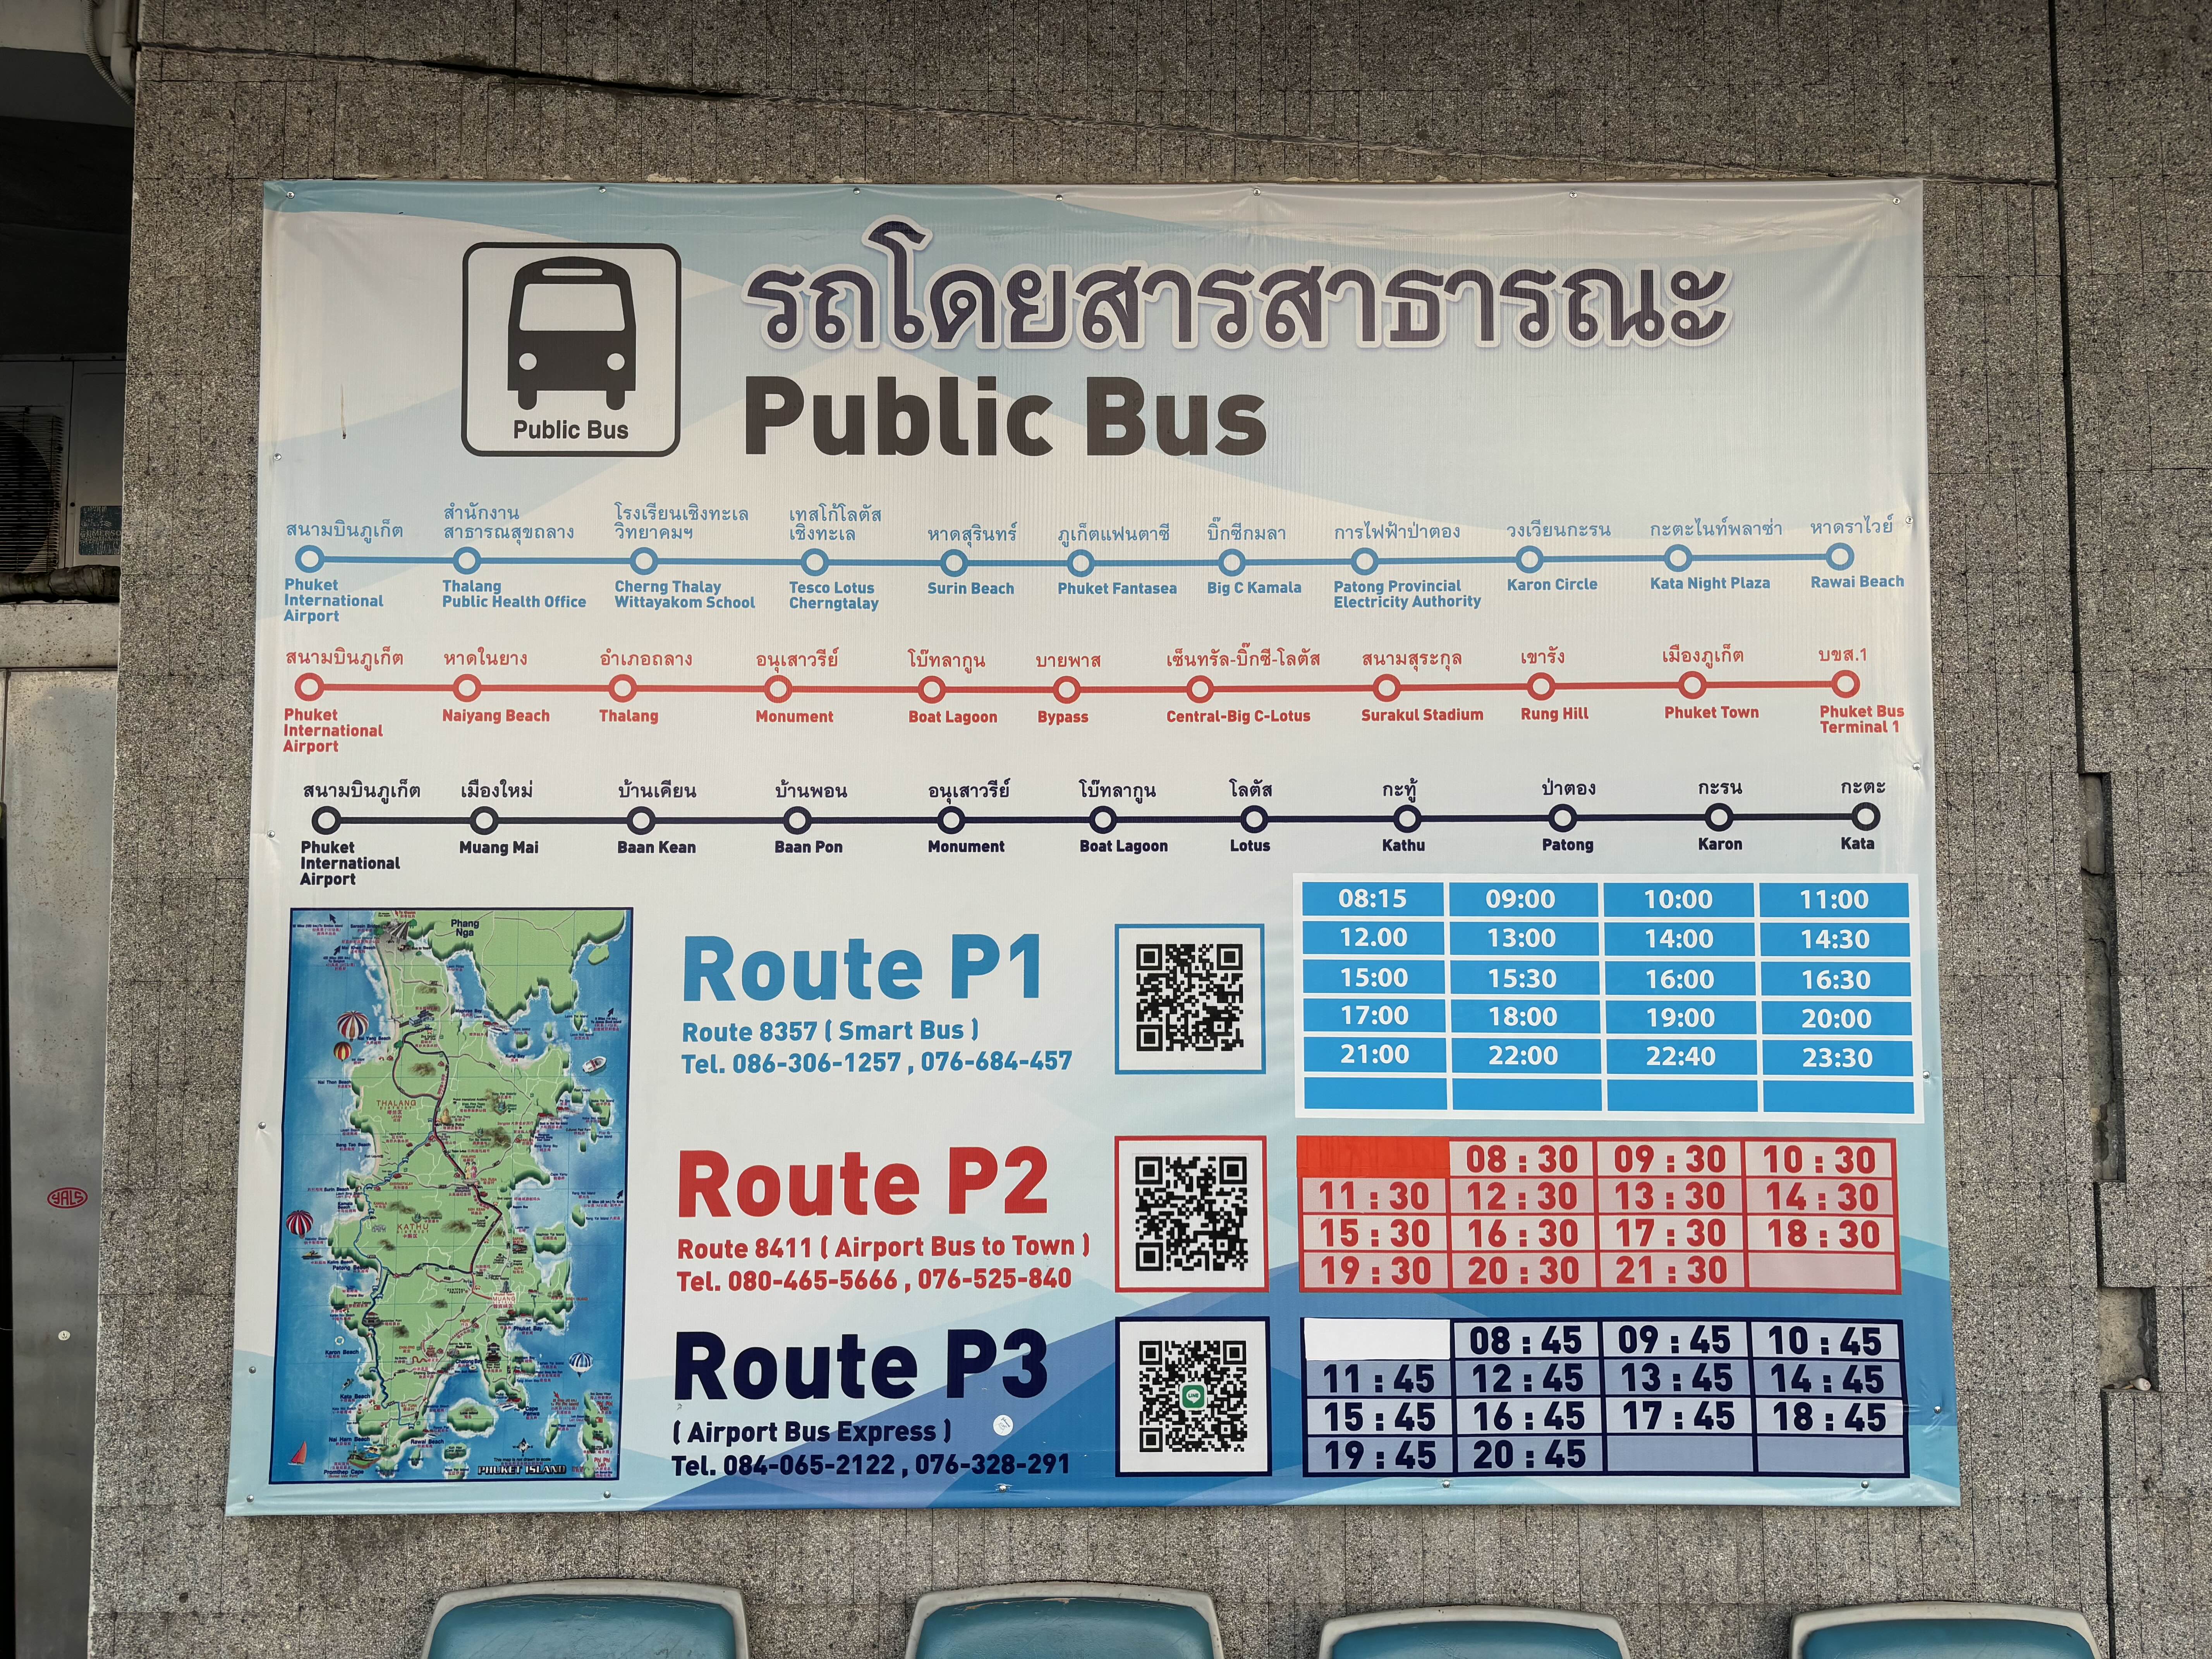 รถโดยสารสาธารณะ
Public Bus
Public Bus
สนามบินภูเก็ต
สำนักงาน
สาธารณสุขถลาง
โรงเรียนเชิงทะเล
วิทยาคมฯ
เทสโก้โลตัส
เชิงทะเล
หาดสุรินทร์
ภูเก็ตแฟนตาซี
บิ๊กซีกมลา
การไฟฟ้าป่าตอง
วงเวียนกะรน
กะตะไนท์พลาซ่า
หาดราไวย์
Phuket
International
Airport
Thalang
Public Health Office
Cherng Thalay
Wittayakom School
Tesco Lotus
Cherngtalay
Surin Beach
Phuket Fantasea
Big C Kamala
Patong Provincial
Electricity Authority
Karon Circle
Kata Night Plaza
Rawai Beach
สนามบินภูเก็ต
หาดในยาง
อำเภอถลาง
อนุเสาวรีย์
โบ๊ทลากูน
บายพาส
เซ็นทรัล-บิ๊กซี-โลตัส
สนามสุระกุล
เขารัง
เมืองภูเก็ต
บขส.1
Phuket
International
Airport
Naiyang Beach
Thalang
Monument
Boat Lagoon
Bypass
Central-Big C-Lotus
Surakul Stadium
Rung Hill
Phuket Town
Phuket Bus
Terminal 1
สนามบินภูเก็ต
เมืองใหม่
บ้านเคียน
บ้านพอน
อนุเสาวรีย์
โบ๊ทลากูน
โลตัส
กะทู้
ป่าตอง
กะรน
กะตะ
Phuket
International
Airport
Muang Mai
Baan Kean
Baan Pon
Monument
Boat Lagoon
Lotus
Kathu
Patong
Karon
Kata
Route P1
Route 8357 ( Smart Bus )
Tel. 086-306-1257 , 076-684-457
08:15 09:00 10:00 11:00
12.00 13:00 14:00 14:30
15:00 15:30 16:00 16:30
17:00 18:00 19:00 20:00
21:00 22:00 22:40 23:30
Route P2
Route 8411 ( Airport Bus to Town )
Tel. 080-465-5666 , 076-525-840
08 : 30 09 : 30 10 : 30
11 : 30 12 : 30 13 : 30 14 : 30
15 : 30 16 : 30 17 : 30 18 : 30
19 : 30 20 : 30 21 : 30
Route P3
( Airport Bus Express )
Tel. 084-065-2122 , 076-328-291
LINE
08 : 45 09 : 45 10 : 45
11 : 45 12 : 45 13 : 45 14 : 45
15 : 45 16 : 45 17 : 45 18 : 45
19 : 45 20 : 45
Phang
Nga
THALANG
KATHU
MUANG
Phuket Bay
Karon Beach
Kata Beach
Nai Harn Beach
Rawai Beach
Promthep Cape
PHUKET ISLAND
YALS